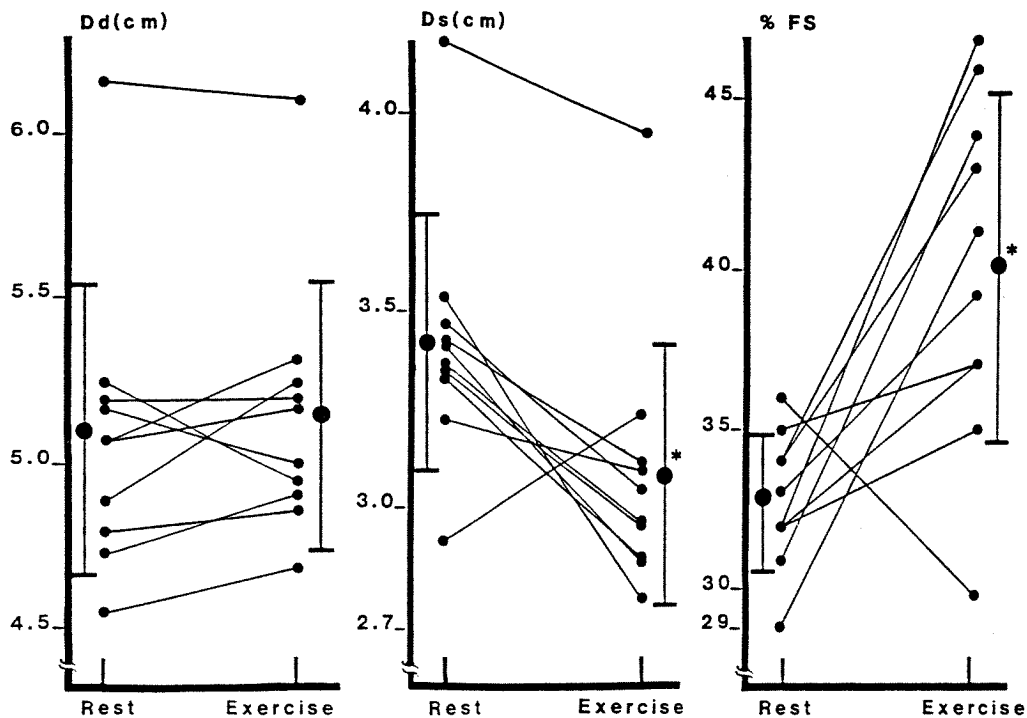 Dd(cm)
6.0
5.5
5.0
4.5
Rest Exercise
Ds(cm)
4.0
3.5
3.0
2.7
*
Rest Exercise
% FS
45
40
35
30
29
*
Rest Exercise